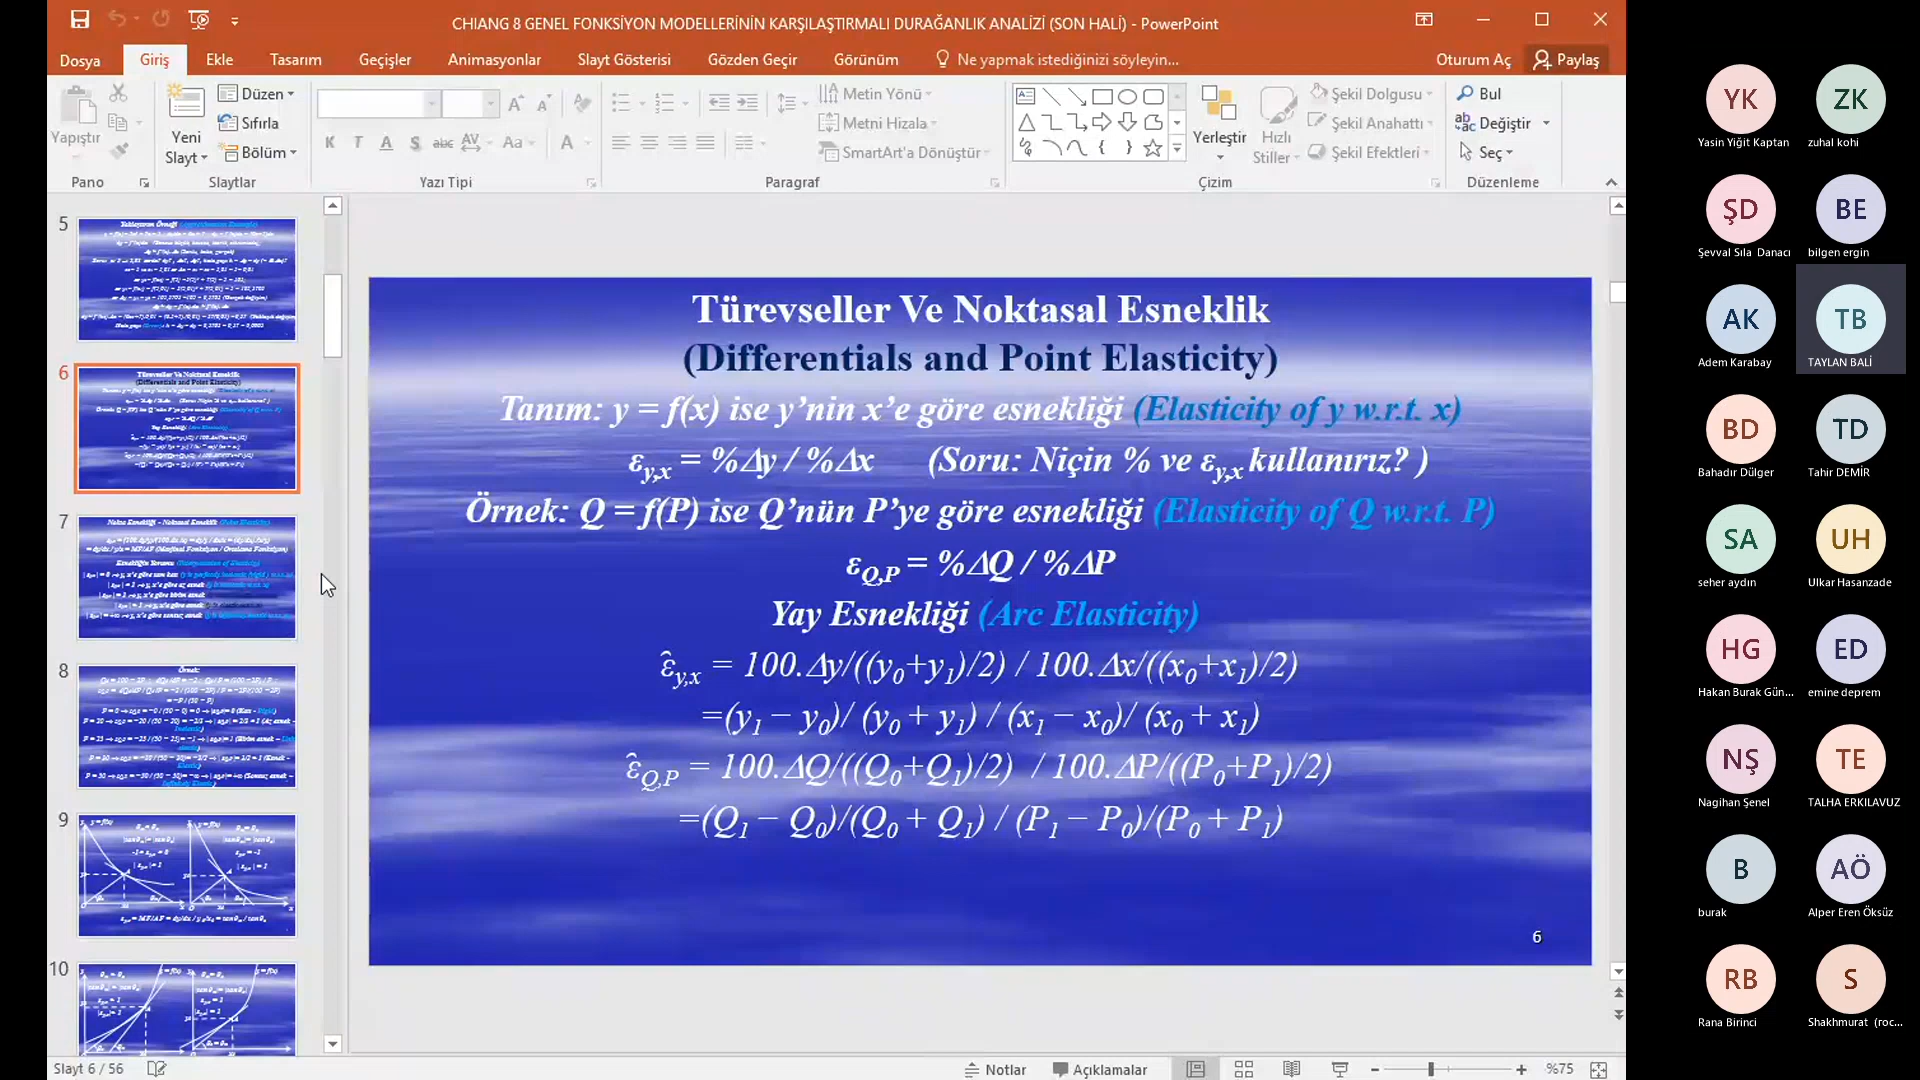 CHIANG 8 GENEL FONKSİYON MODELLERİNİN KARŞILAŞTIRMALI DURAĞANLIK ANALİZİ (SON HALİ) - PowerPoint
Dosya Giriş Ekle Tasarım Geçişler Animasyonlar Slayt Gösterisi Gözden Geçir Görünüm Ne yapmak istediğinizi söyleyin... Oturum Aç Paylaş
Yapıştır
Pano
Yeni Slayt
Düzen
Sıfırla
Bölüm
Slaytlar
K T A S abc AV Aa A
Yazı Tipi
Metin Yönü
Metni Hizala
SmartArt'a Dönüştür
Paragraf
Yerleştir
Hızlı Stiller
Şekil Dolgusu
Şekil Anahattı
Şekil Efektleri
Çizim
Bul
Değiştir
Seç
Düzenleme
5
6
7
8
9
10
Türevseller Ve Noktasal Esneklik
(Differentials and Point Elasticity)
Tanım: y = f(x) ise y’nin x’e göre esnekliği (Elasticity of y w.r.t. x)
ε_y,x = %Δy / %Δx (Soru: Niçin % ve ε_y,x kullanırız? )
Örnek: Q = f(P) ise Q’nün P’ye göre esnekliği (Elasticity of Q w.r.t. P)
ε_Q,P = %ΔQ / %ΔP
Yay Esnekliği (Arc Elasticity)
ε̂_y,x = 100.Δy/((y₀+y₁)/2) / 100.Δx/((x₀+x₁)/2)
=(y₁ – y₀)/ (y₀ + y₁) / (x₁ – x₀)/ (x₀ + x₁)
ε̂_Q,P = 100.ΔQ/((Q₀+Q₁)/2) / 100.ΔP/((P₀+P₁)/2)
=(Q₁ – Q₀)/(Q₀ + Q₁) / (P₁ – P₀)/(P₀ + P₁)
6
Slayt 6 / 56
Notlar
Açıklamalar
%75
YK
Yasin Yiğit Kaptan
ZK
zuhal kohi
ŞD
Şevval Sıla Danacı
BE
bilgen ergin
AK
Adem Karabay
TB
TAYLAN BALİ
BD
Bahadır Dülger
TD
Tahir DEMİR
SA
seher aydın
UH
Ulkar Hasanzade
HG
Hakan Burak Gün...
ED
emine deprem
NŞ
Nagihan Şenel
TE
TALHA ERKILAVUZ
B
burak
AÖ
Alper Eren Öksüz
RB
Rana Birinci
S
Shakhmurat (roc...